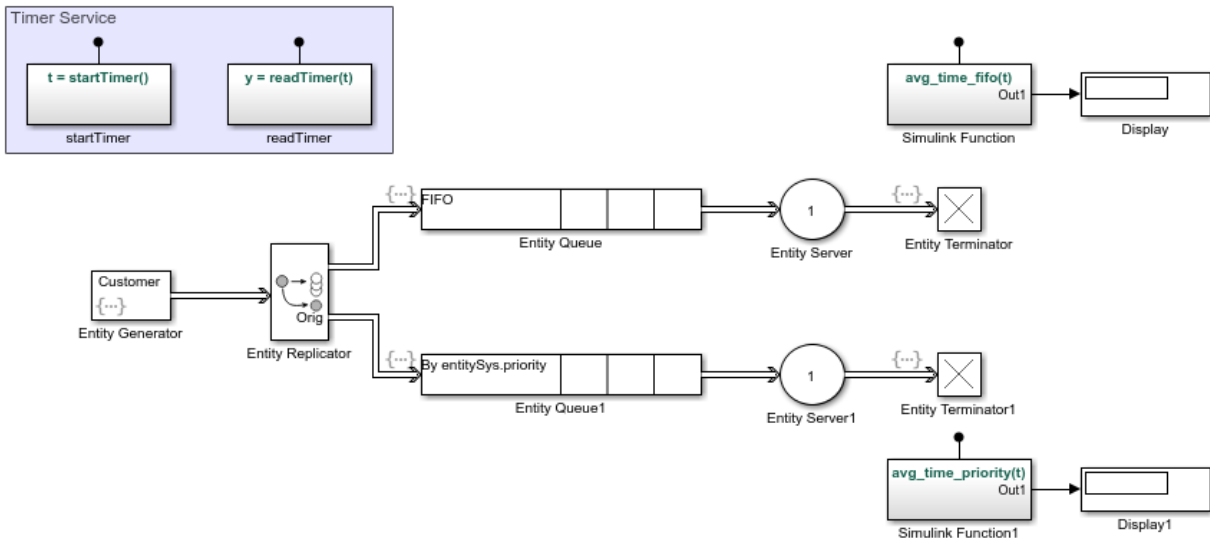 Timer Service
t = startTimer()
startTimer
y = readTimer(t)
readTimer
avg_time_fifo(t)
Out1
Simulink Function
Display
{···}
FIFO
Entity Queue
1
Entity Server
{···}
Entity Terminator
Customer
{···}
Entity Generator
Orig
Entity Replicator
{···}
By entitySys.priority
Entity Queue1
1
Entity Server1
{···}
Entity Terminator1
avg_time_priority(t)
Out1
Simulink Function1
Display1